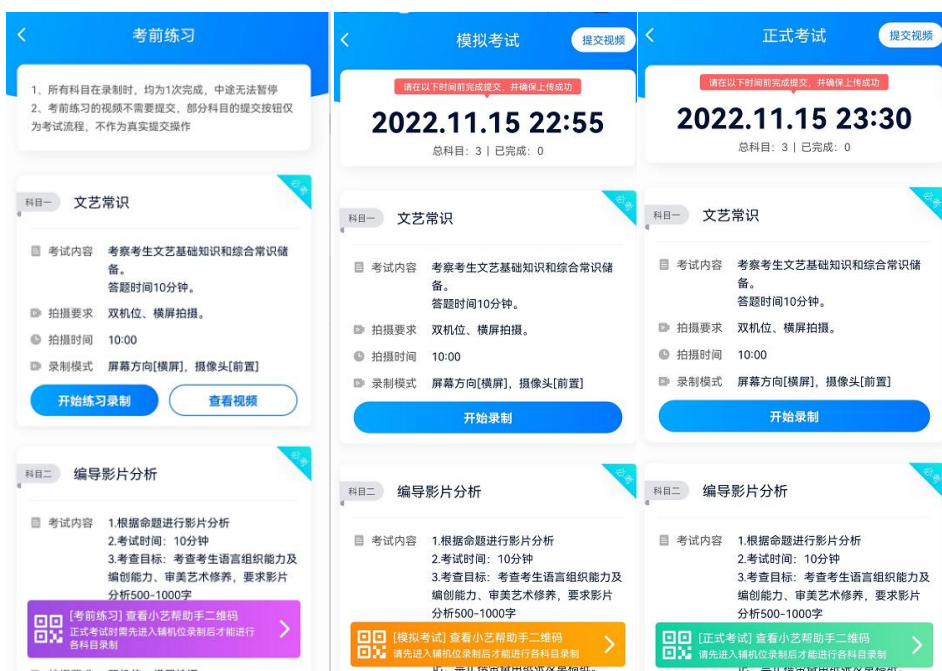 考前练习
1、所有科目在录制时，均为1次完成，中途无法暂停
2、考前练习的视频不需要提交，部分科目的提交按钮仅
为考试流程，不作为真实提交操作
必考
科目一 文艺常识
考试内容 考察考生文艺基础知识和综合常识储
备。
答题时间10分钟。
拍摄要求 双机位、横屏拍摄。
拍摄时间 10:00
录制模式 屏幕方向[横屏]，摄像头[前置]
开始练习录制 查看视频
必考
科目二 编导影片分析
考试内容 1.根据命题进行影片分析
2.考试时间：10分钟
3.考查目标：考查考生语言组织能力及
编创能力、审美艺术修养，要求影片
分析500-1000字
[考前练习] 查看小艺帮助手二维码
正式考试时需先进入辅机位录制后才能进行
各科目录制
模拟考试 提交视频
请在以下时间前完成提交，并确保上传成功
2022.11.15 22:55
总科目：3 | 已完成：0
必考
科目一 文艺常识
考试内容 考察考生文艺基础知识和综合常识储
备。
答题时间10分钟。
拍摄要求 双机位、横屏拍摄。
拍摄时间 10:00
录制模式 屏幕方向[横屏]，摄像头[前置]
开始录制
必考
科目二 编导影片分析
考试内容 1.根据命题进行影片分析
2.考试时间：10分钟
3.考查目标：考查考生语言组织能力及
编创能力、审美艺术修养，要求影片
分析500-1000字
[模拟考试] 查看小艺帮助手二维码
请先进入辅机位录制后才能进行各科目录制
正式考试 提交视频
请在以下时间前完成提交，并确保上传成功
2022.11.15 23:30
总科目：3 | 已完成：0
必考
科目一 文艺常识
考试内容 考察考生文艺基础知识和综合常识储
备。
答题时间10分钟。
拍摄要求 双机位、横屏拍摄。
拍摄时间 10:00
录制模式 屏幕方向[横屏]，摄像头[前置]
开始录制
必考
科目二 编导影片分析
考试内容 1.根据命题进行影片分析
2.考试时间：10分钟
3.考查目标：考查考生语言组织能力及
编创能力、审美艺术修养，要求影片
分析500-1000字
[正式考试] 查看小艺帮助手二维码
请先进入辅机位录制后才能进行各科目录制